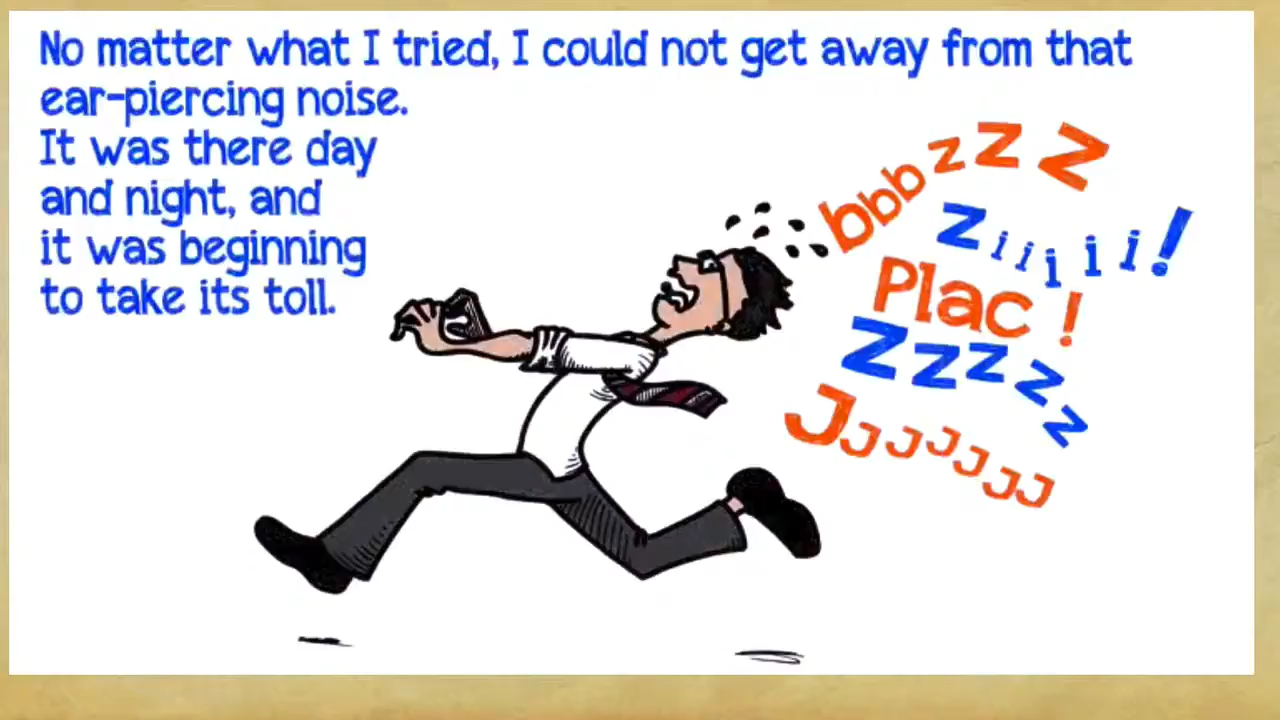 No matter what I tried, I could not get away from that
ear-piercing noise.
It was there day
and night, and
it was beginning
to take its toll.
bbbzzz
Ziiiii!
Plac !
Zzzzz
JJJJJJJ